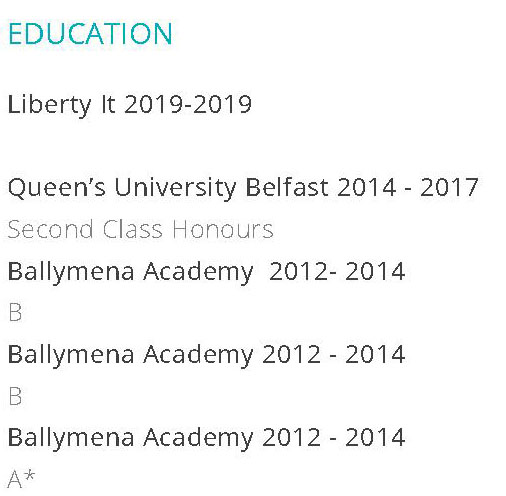 EDUCATION
Liberty It 2019-2019
Queen’s University Belfast 2014 - 2017
Second Class Honours
Ballymena Academy  2012- 2014
B
Ballymena Academy 2012 - 2014
B
Ballymena Academy 2012 - 2014
A*